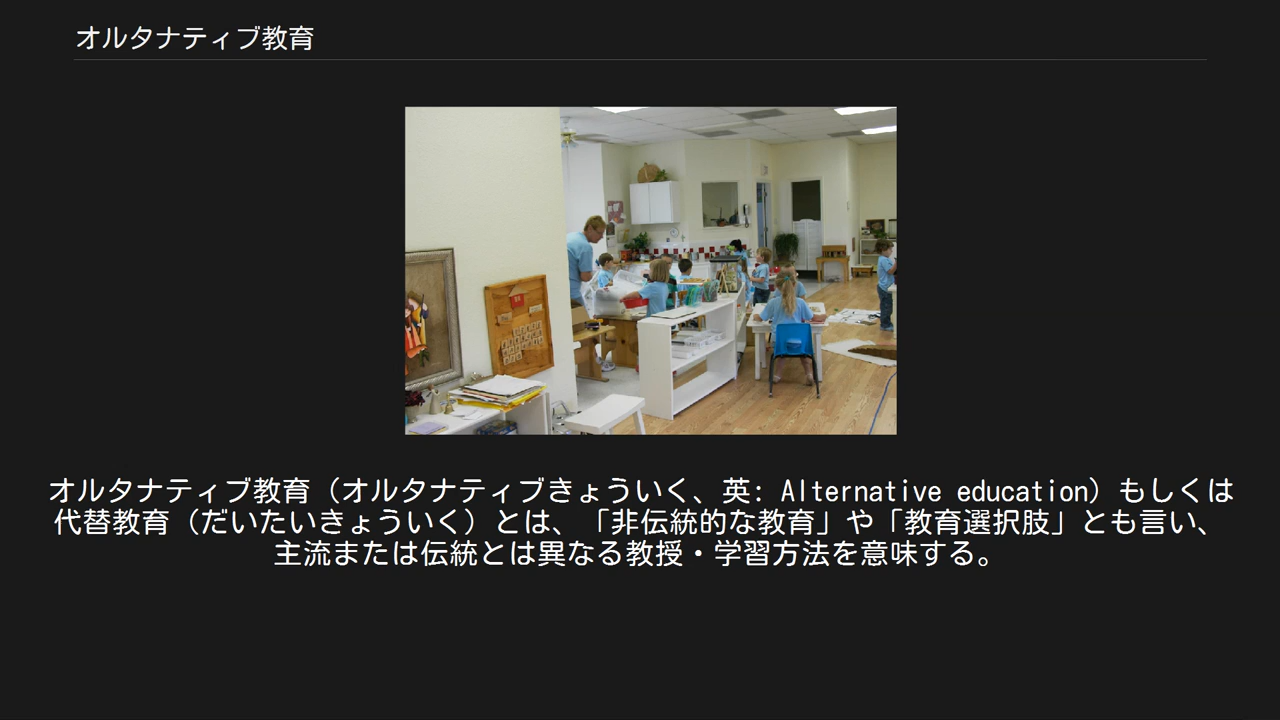 オルタナティブ教育
オルタナティブ教育（オルタナティブきょういく、英: Alternative education）もしくは
代替教育（だいたいきょういく）とは、「非伝統的な教育」や「教育選択肢」とも言い、
主流または伝統とは異なる教授・学習方法を意味する。